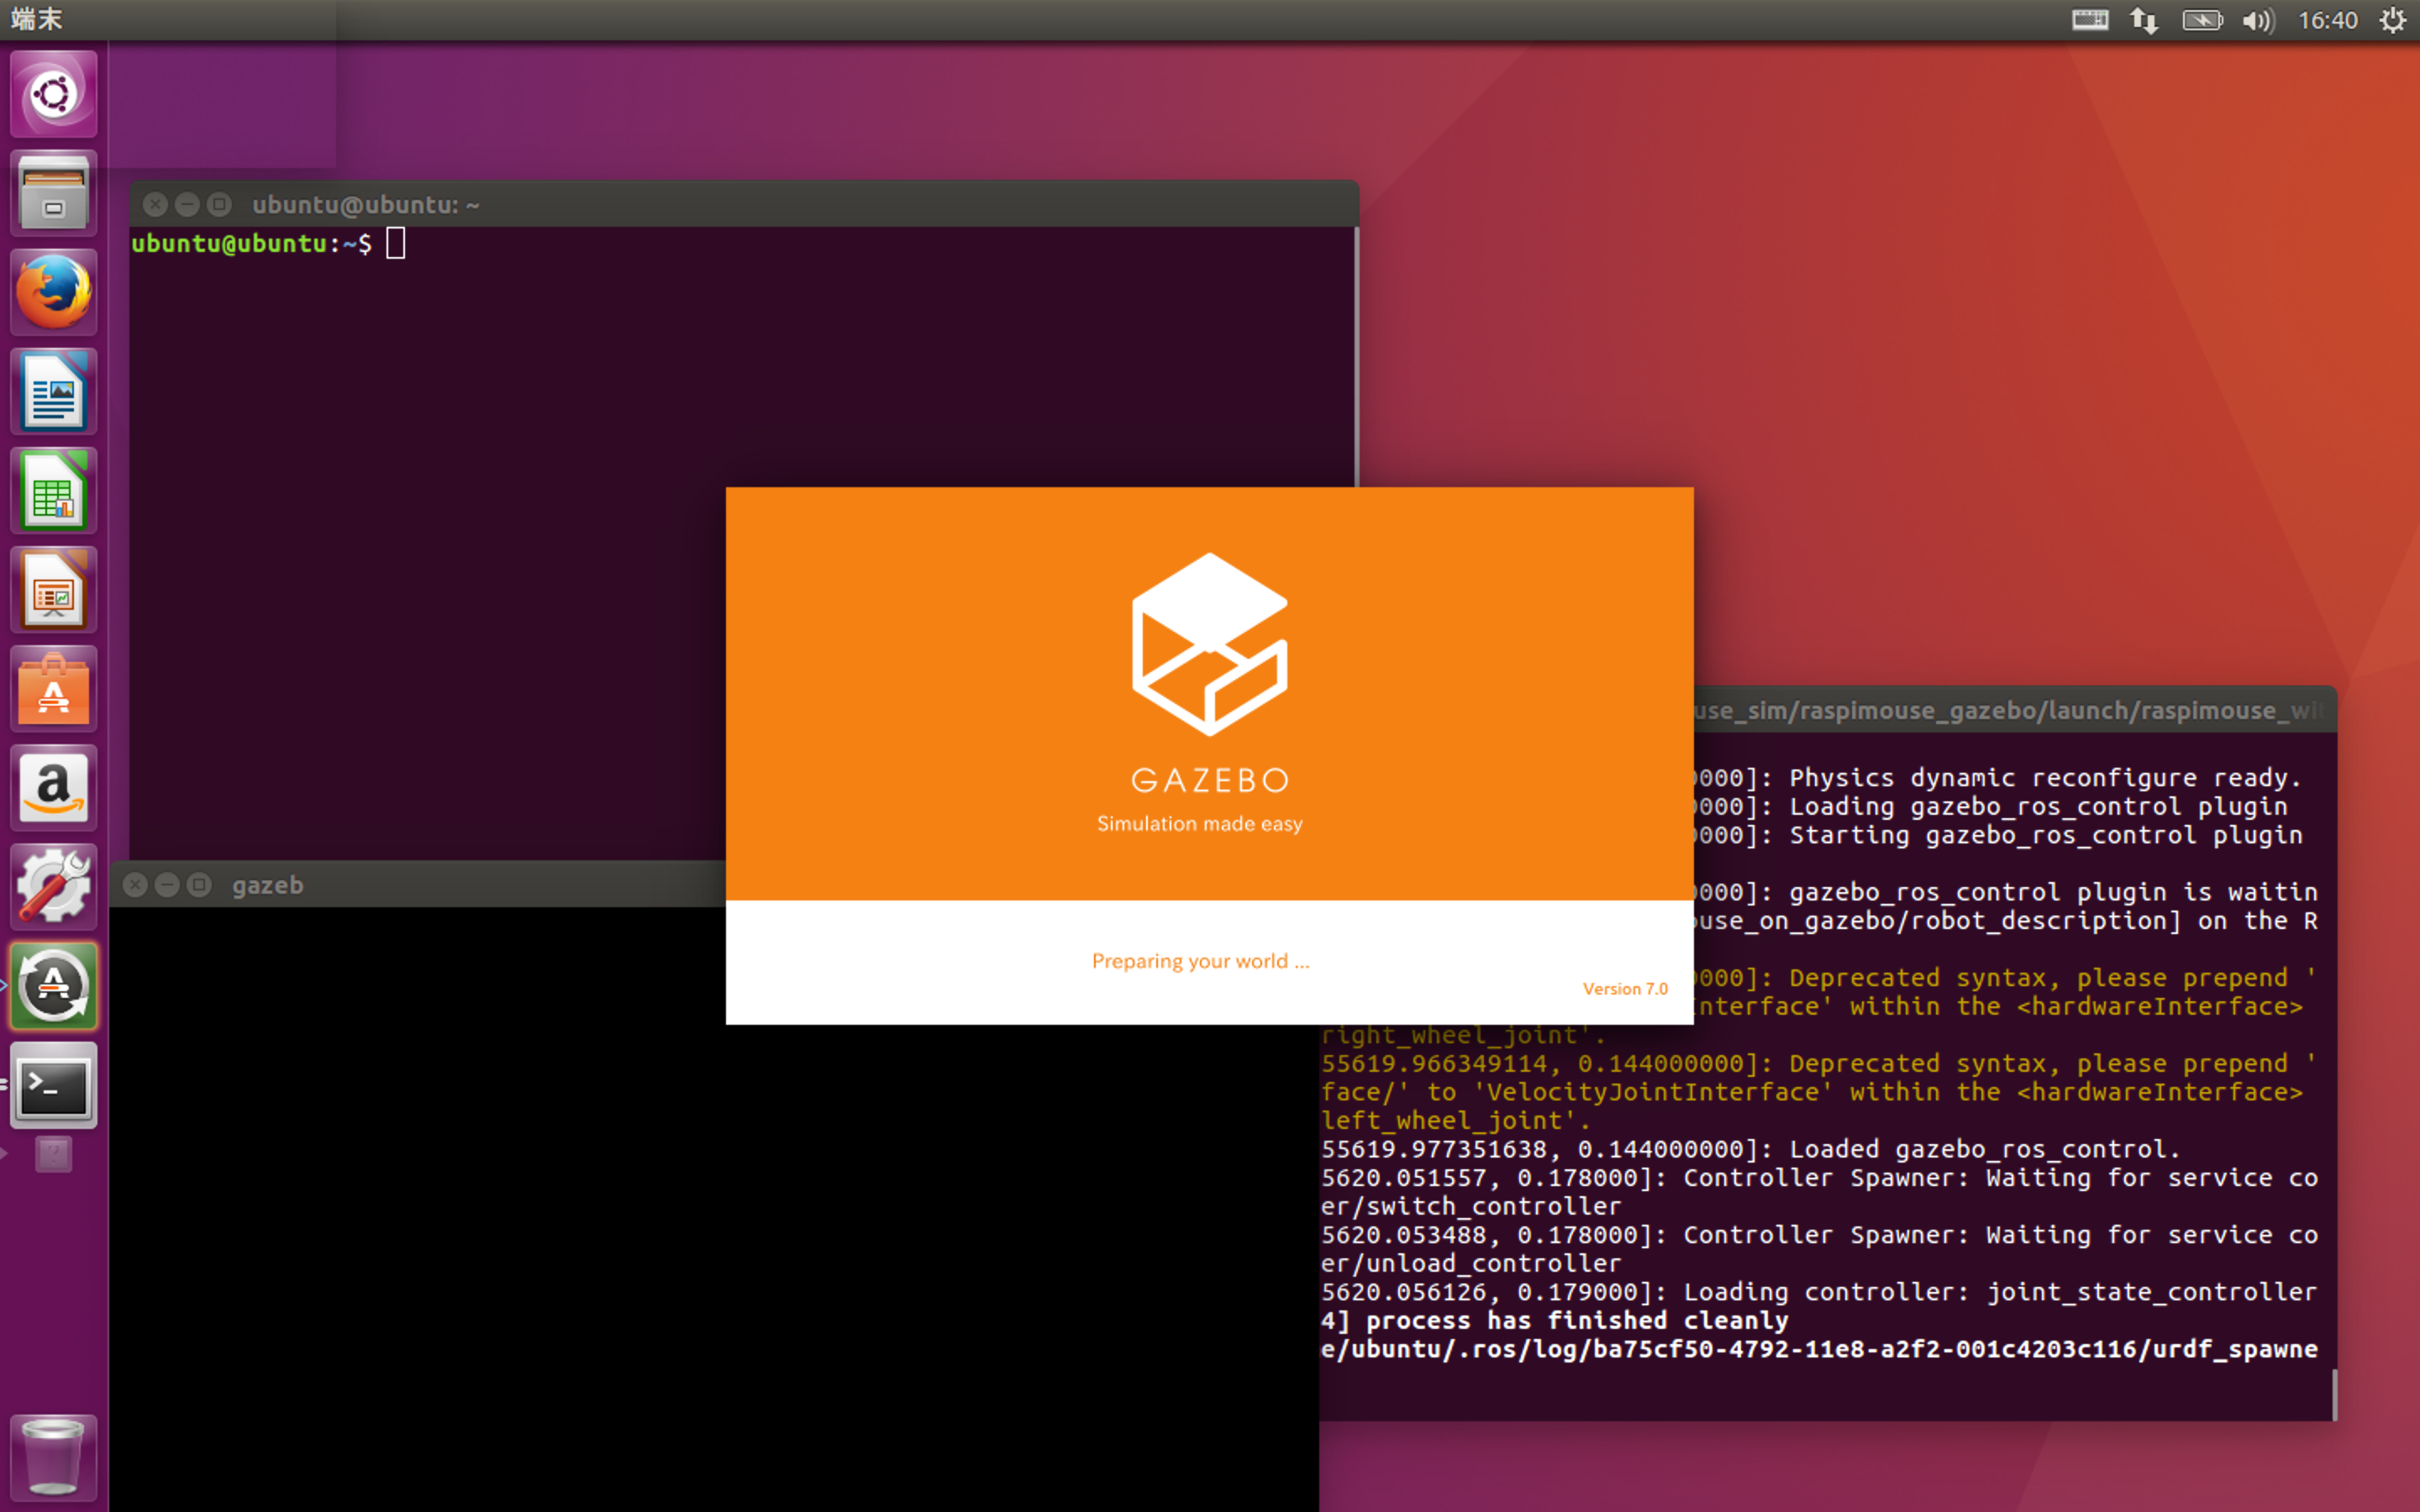 端末
16:40
ubuntu@ubuntu: ~
ubuntu@ubuntu:~$
GAZEBO
Simulation made easy
Preparing your world ...
Version 7.0
gazeb
use_sim/raspimouse_gazebo/launch/raspimouse_wi
000]: Physics dynamic reconfigure ready.
000]: Loading gazebo_ros_control plugin
000]: Starting gazebo_ros_control plugin
000]: gazebo_ros_control plugin is waitin
ouse_on_gazebo/robot_description] on the R
000]: Deprecated syntax, please prepend '
Interface' within the <hardwareInterface>
right_wheel_joint'.
55619.966349114, 0.144000000]: Deprecated syntax, please prepend '
face/' to 'VelocityJointInterface' within the <hardwareInterface>
left_wheel_joint'.
55619.977351638, 0.144000000]: Loaded gazebo_ros_control.
5620.051557, 0.178000]: Controller Spawner: Waiting for service co
er/switch_controller
5620.053488, 0.178000]: Controller Spawner: Waiting for service co
er/unload_controller
5620.056126, 0.179000]: Loading controller: joint_state_controller
4] process has finished cleanly
e/ubuntu/.ros/log/ba75cf50-4792-11e8-a2f2-001c4203c116/urdf_spawne